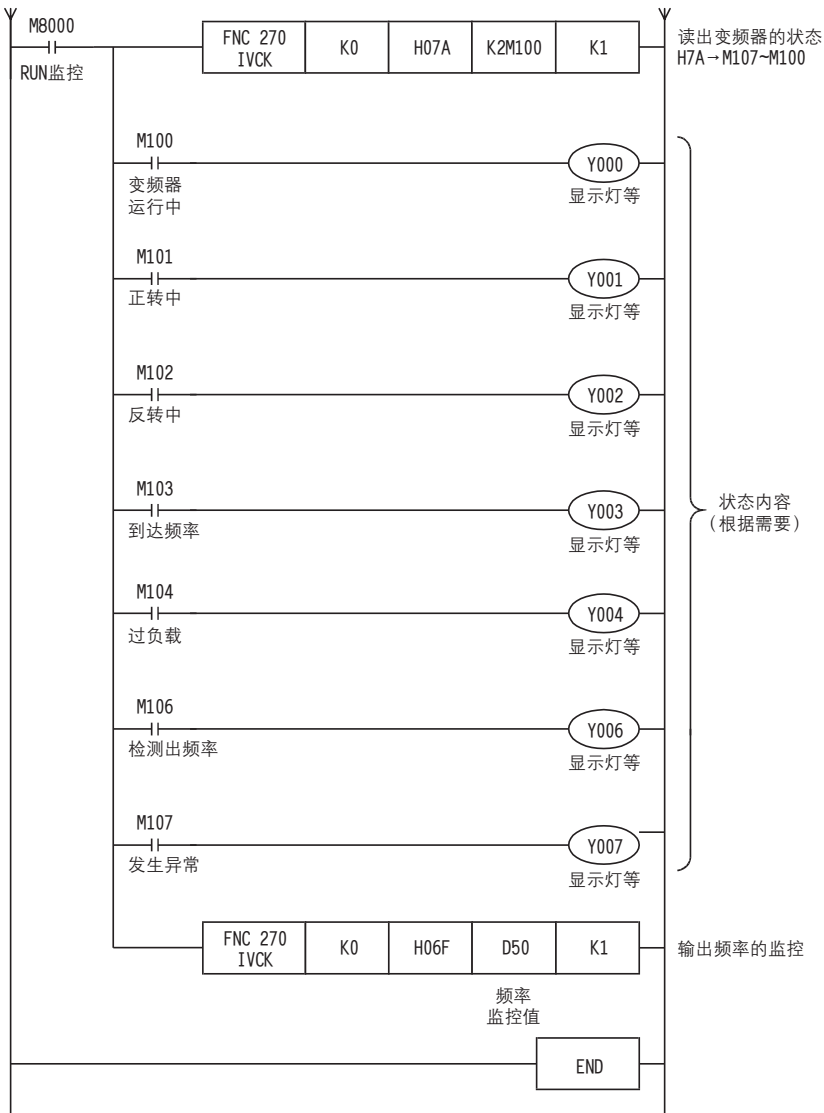 M8000
RUN监控
FNC 270
IVCK
K0
H07A
K2M100
K1
读出变频器的状态
H7A→M107~M100
M100
变频器
运行中
Y000
显示灯等
M101
正转中
Y001
显示灯等
M102
反转中
Y002
显示灯等
M103
到达频率
Y003
显示灯等
状态内容
（根据需要）
M104
过负载
Y004
显示灯等
M106
检测出频率
Y006
显示灯等
M107
发生异常
Y007
显示灯等
FNC 270
IVCK
K0
H06F
D50
K1
输出频率的监控
频率
监控值
END